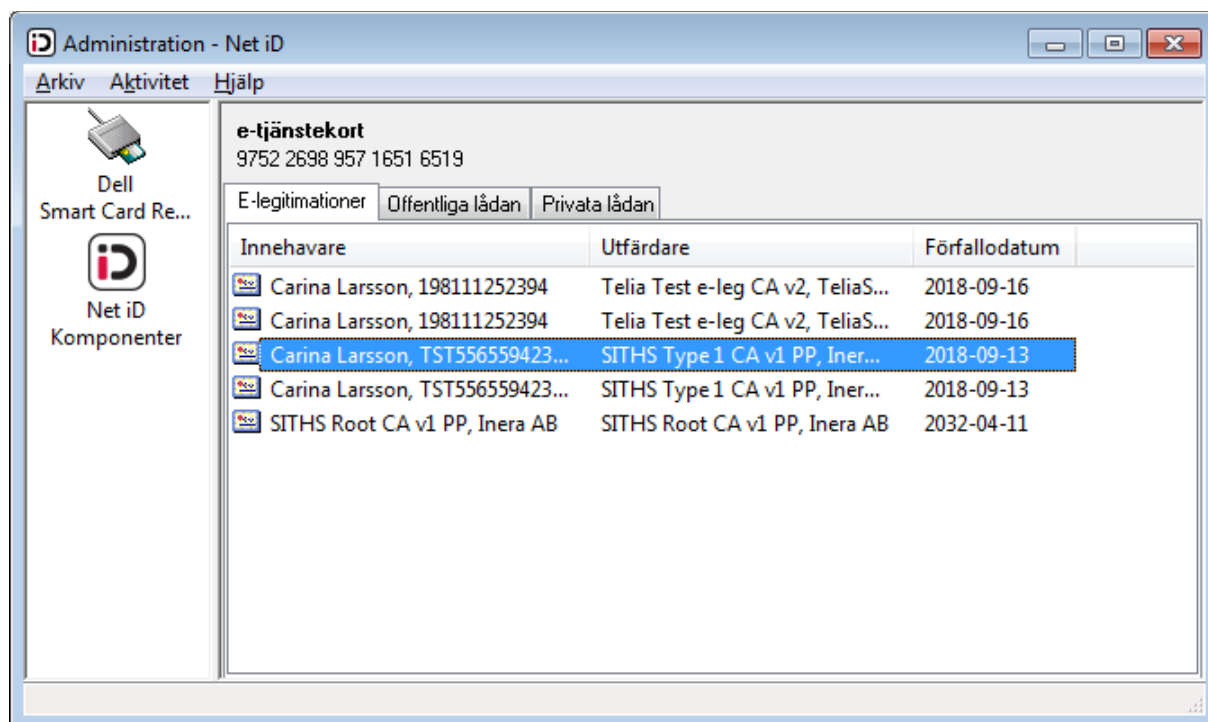 Administration - Net iD
Arkiv Aktivitet Hjälp
Dell
Smart Card Re...
Net iD
Komponenter
e-tjänstekort
9752 2698 957 1651 6519
E-legitimationer Offentliga lådan Privata lådan
Innehavare Utfärdare Förfallodatum
Carina Larsson, 198111252394 Telia Test e-leg CA v2, TeliaS... 2018-09-16
Carina Larsson, 198111252394 Telia Test e-leg CA v2, TeliaS... 2018-09-16
Carina Larsson, TST556559423... SITHS Type 1 CA v1 PP, Iner... 2018-09-13
Carina Larsson, TST556559423... SITHS Type 1 CA v1 PP, Iner... 2018-09-13
SITHS Root CA v1 PP, Inera AB SITHS Root CA v1 PP, Inera AB 2032-04-11